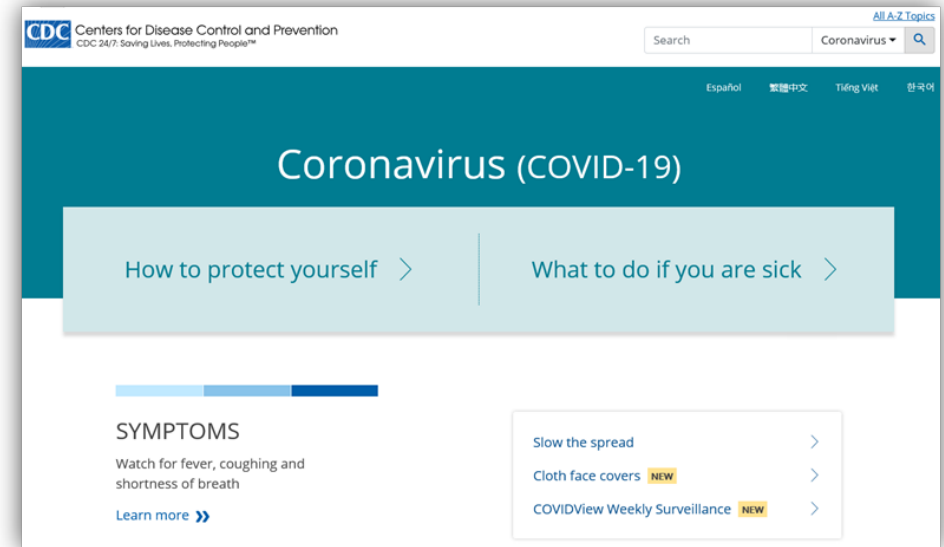 All A-Z Topics
CDC Centers for Disease Control and Prevention
CDC 24/7: Saving Lives. Protecting People™
Search
Coronavirus
Español 繁體中文 Tiếng Việt 한국어
Coronavirus (COVID-19)
How to protect yourself
What to do if you are sick
SYMPTOMS
Watch for fever, coughing and
shortness of breath
Learn more
Slow the spread
Cloth face covers NEW
COVIDView Weekly Surveillance NEW